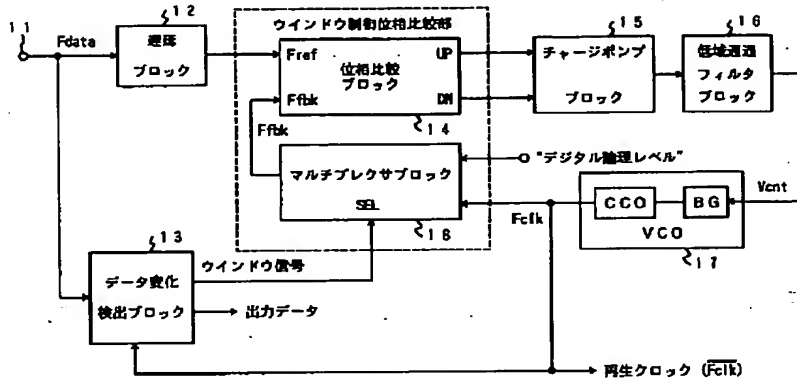 ウインドウ制御位相比較部
11
Fdata
12
遅延
ブロック
Fref
位相比較
ブロック
UP
Ffbk
DN
14
15
チャージポンプ
ブロック
16
低域通過
フィルタ
ブロック
Ffbk
マルチプレクサブロック
SEL
18
"デジタル論理レベル"
Fclk
CCO
BG
VCO
17
Vcnt
13
データ変化
検出ブロック
ウインドウ信号
出力データ
再生クロック (F̅c̅l̅k̅)